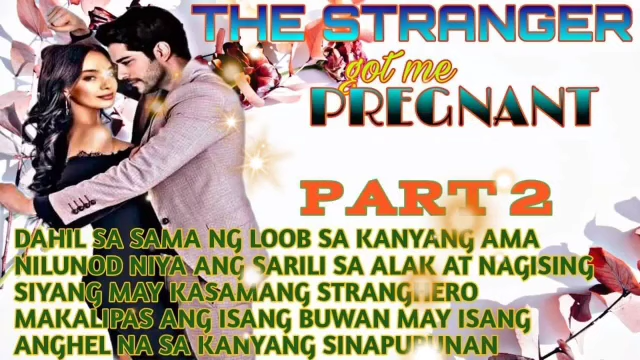 THE STRANGER
got me
PREGNANT
PART 2
DAHIL SA SAMA NG LOOB SA KANYANG AMA
NILUNOD NIYA ANG SARILI SA ALAK AT NAGISING
SIYANG MAY KASAMANG STRANGHERO
MAKALIPAS ANG ISANG BUWAN MAY ISANG
ANGHEL NA SA KANYANG SINAPUPUNAN